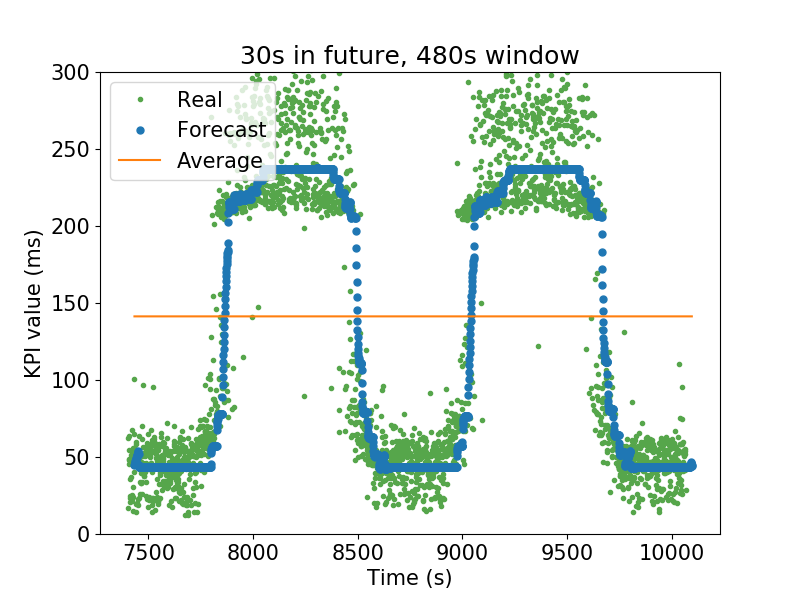 30s in future, 480s window
300
250
200
150
100
50
0
KPI value (ms)
Real
Forecast
Average
7500 8000 8500 9000 9500 10000
Time (s)